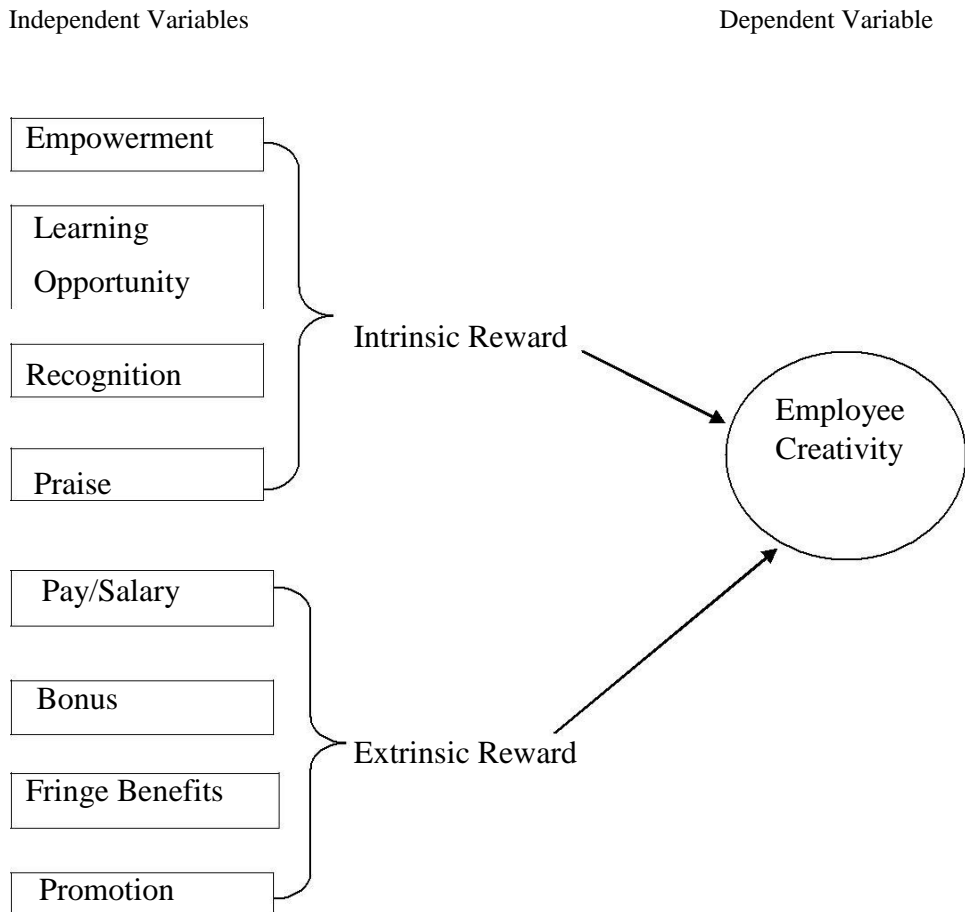 Independent Variables
Dependent Variable
Empowerment
Learning
Opportunity
Recognition
Praise
Intrinsic Reward
Employee
Creativity
Pay/Salary
Bonus
Fringe Benefits
Promotion
Extrinsic Reward